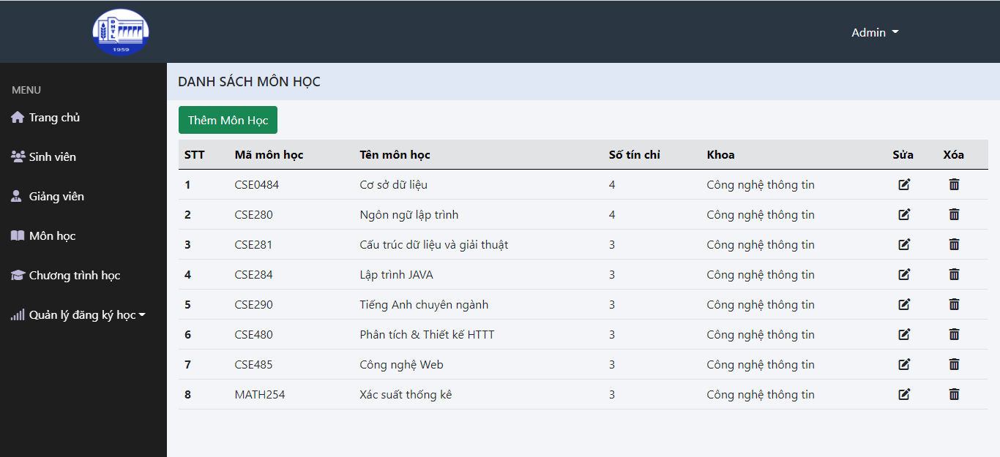 ĐHTL
1959
Admin
MENU
Trang chủ
Sinh viên
Giảng viên
Môn học
Chương trình học
Quản lý đăng ký học
DANH SÁCH MÔN HỌC
Thêm Môn Học
STT Mã môn học Tên môn học Số tín chỉ Khoa Sửa Xóa
1 CSE0484 Cơ sở dữ liệu 4 Công nghệ thông tin
2 CSE280 Ngôn ngữ lập trình 4 Công nghệ thông tin
3 CSE281 Cấu trúc dữ liệu và giải thuật 3 Công nghệ thông tin
4 CSE284 Lập trình JAVA 3 Công nghệ thông tin
5 CSE290 Tiếng Anh chuyên ngành 3 Công nghệ thông tin
6 CSE480 Phân tích & Thiết kế HTTT 3 Công nghệ thông tin
7 CSE485 Công nghệ Web 3 Công nghệ thông tin
8 MATH254 Xác suất thống kê 3 Công nghệ thông tin